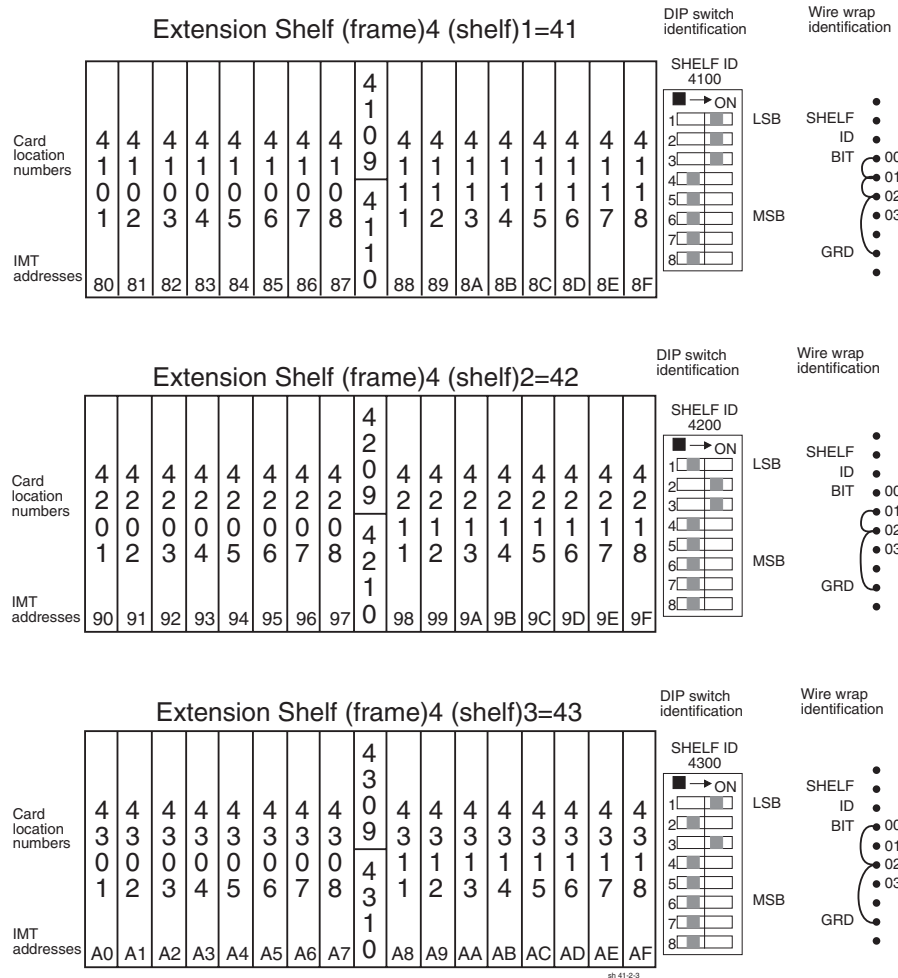 Extension Shelf (frame)4 (shelf)1=41
DIP switch identification
Wire wrap identification
SHELF ID
4100
ON
1
2
3
4
5
6
7
8
LSB
MSB
SHELF
ID
BIT
00
01
02
03
GRD
Card location numbers
4101 4102 4103 4104 4105 4106 4107 4108 4109 4110 4111 4112 4113 4114 4115 4116 4117 4118
IMT addresses
80 81 82 83 84 85 86 87 88 89 8A 8B 8C 8D 8E 8F
Extension Shelf (frame)4 (shelf)2=42
DIP switch identification
Wire wrap identification
SHELF ID
4200
ON
1
2
3
4
5
6
7
8
LSB
MSB
SHELF
ID
BIT
00
01
02
03
GRD
Card location numbers
4201 4202 4203 4204 4205 4206 4207 4208 4209 4210 4211 4212 4213 4214 4215 4216 4217 4218
IMT addresses
90 91 92 93 94 95 96 97 98 99 9A 9B 9C 9D 9E 9F
Extension Shelf (frame)4 (shelf)3=43
DIP switch identification
Wire wrap identification
SHELF ID
4300
ON
1
2
3
4
5
6
7
8
LSB
MSB
SHELF
ID
BIT
00
01
02
03
GRD
Card location numbers
4301 4302 4303 4304 4305 4306 4307 4308 4309 4310 4311 4312 4313 4314 4315 4316 4317 4318
IMT addresses
A0 A1 A2 A3 A4 A5 A6 A7 A8 A9 AA AB AC AD AE AF
sh 41-2-3